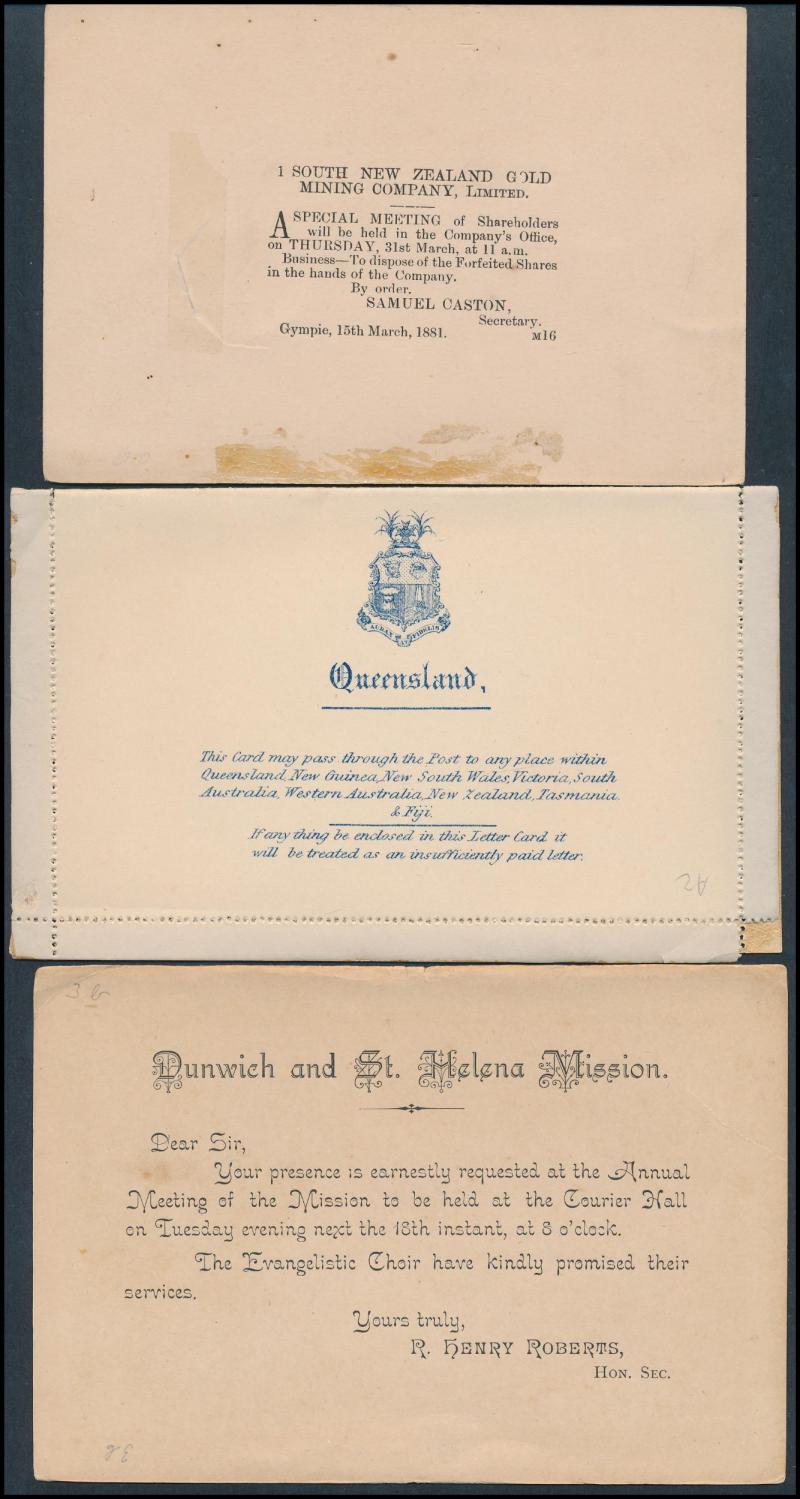 1 SOUTH NEW ZEALAND GOLD
MINING COMPANY, LIMITED.
A SPECIAL MEETING of Shareholders
will be held in the Company's Office,
on THURSDAY, 31st March, at 11 a.m.
Business—To dispose of the Forfeited Shares
in the hands of the Company.
By order.
SAMUEL CASTON,
Secretary.
Gympie, 15th March, 1881. M16
AUDAX AT FIDELIS
Queensland,
This Card may pass through the Post to any place within
Queensland, New Guinea, New South Wales, Victoria, South
Australia, Western Australia, New Zealand, Tasmania.
& Fiji.
If any thing be enclosed in this Letter Card it
will be treated as an insufficiently paid letter.
A2
Dunwich and St. Helena Mission.
Dear Sir,
Your presence is earnestly requested at the Annual
Meeting of the Mission to be held at the Courier Hall
on Tuesday evening next the 18th instant, at 8 o'clock.
The Evangelistic Choir have kindly promised their
services.
Yours truly,
R. HENRY ROBERTS,
HON. SEC.